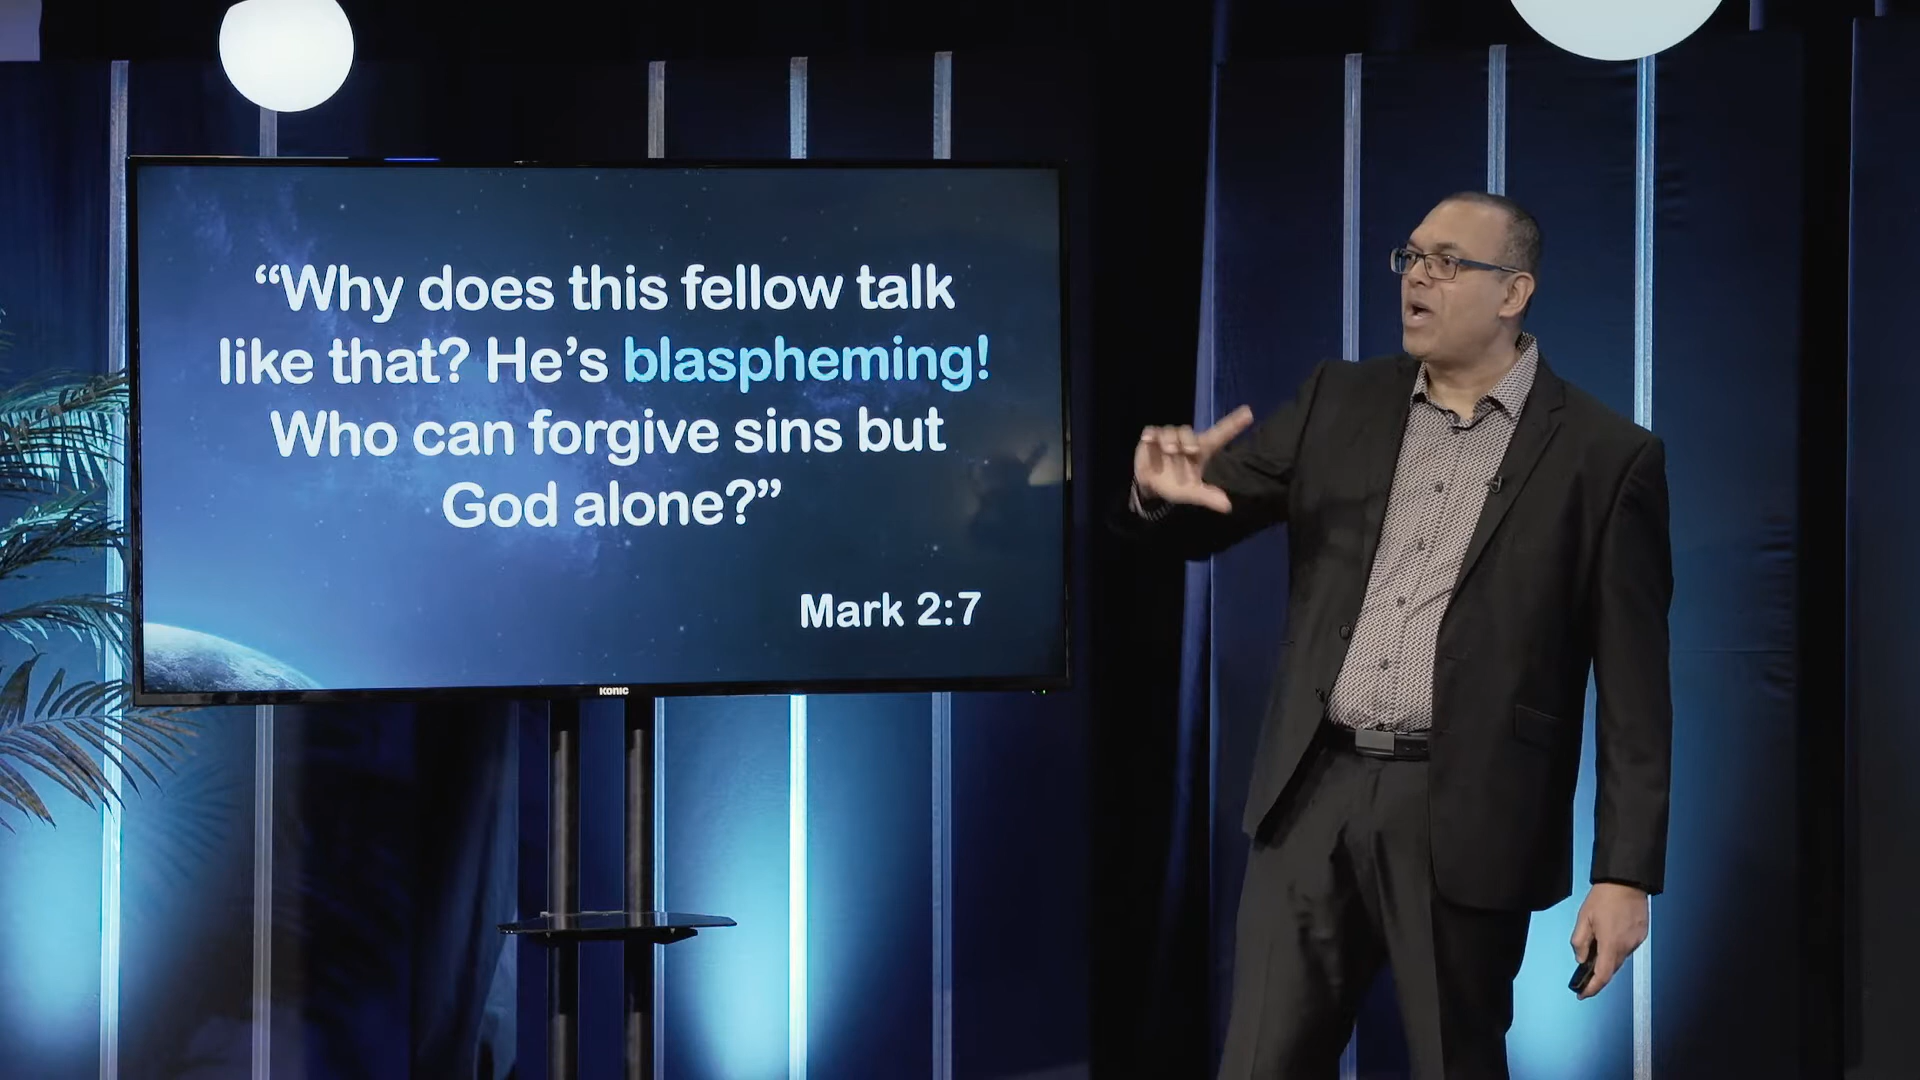 “Why does this fellow talk
like that? He’s blaspheming!
Who can forgive sins but
God alone?”
Mark 2:7
KONIC